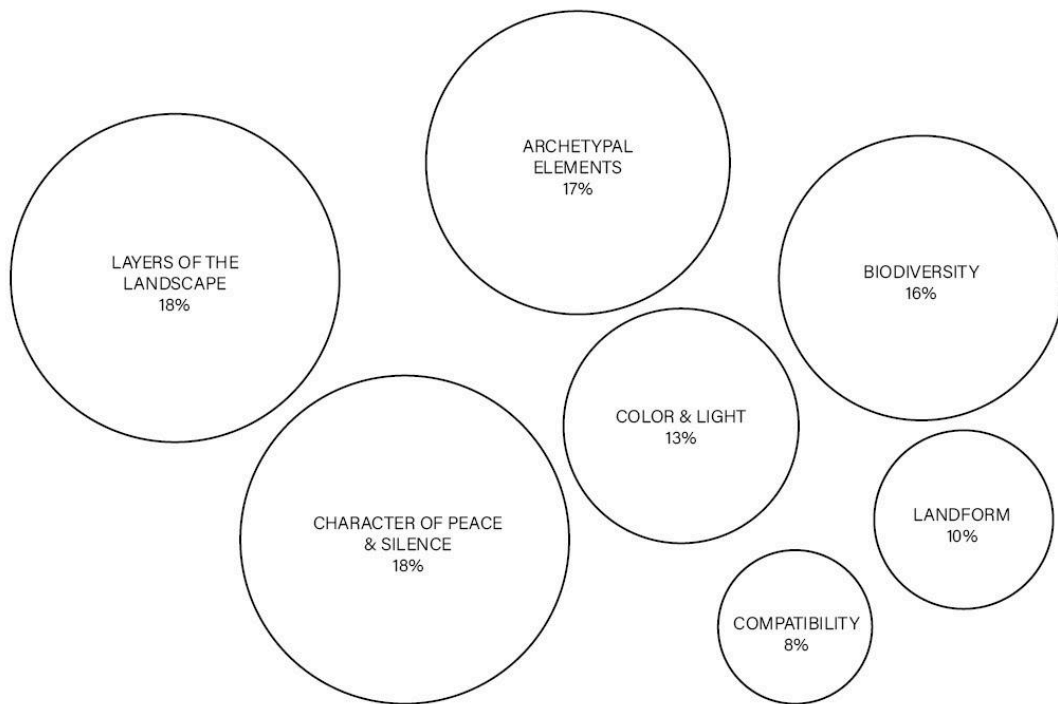 ARCHETYPAL
ELEMENTS
17%
LAYERS OF THE
LANDSCAPE
18%
BIODIVERSITY
16%
COLOR & LIGHT
13%
CHARACTER OF PEACE
& SILENCE
18%
LANDFORM
10%
COMPATIBILITY
8%